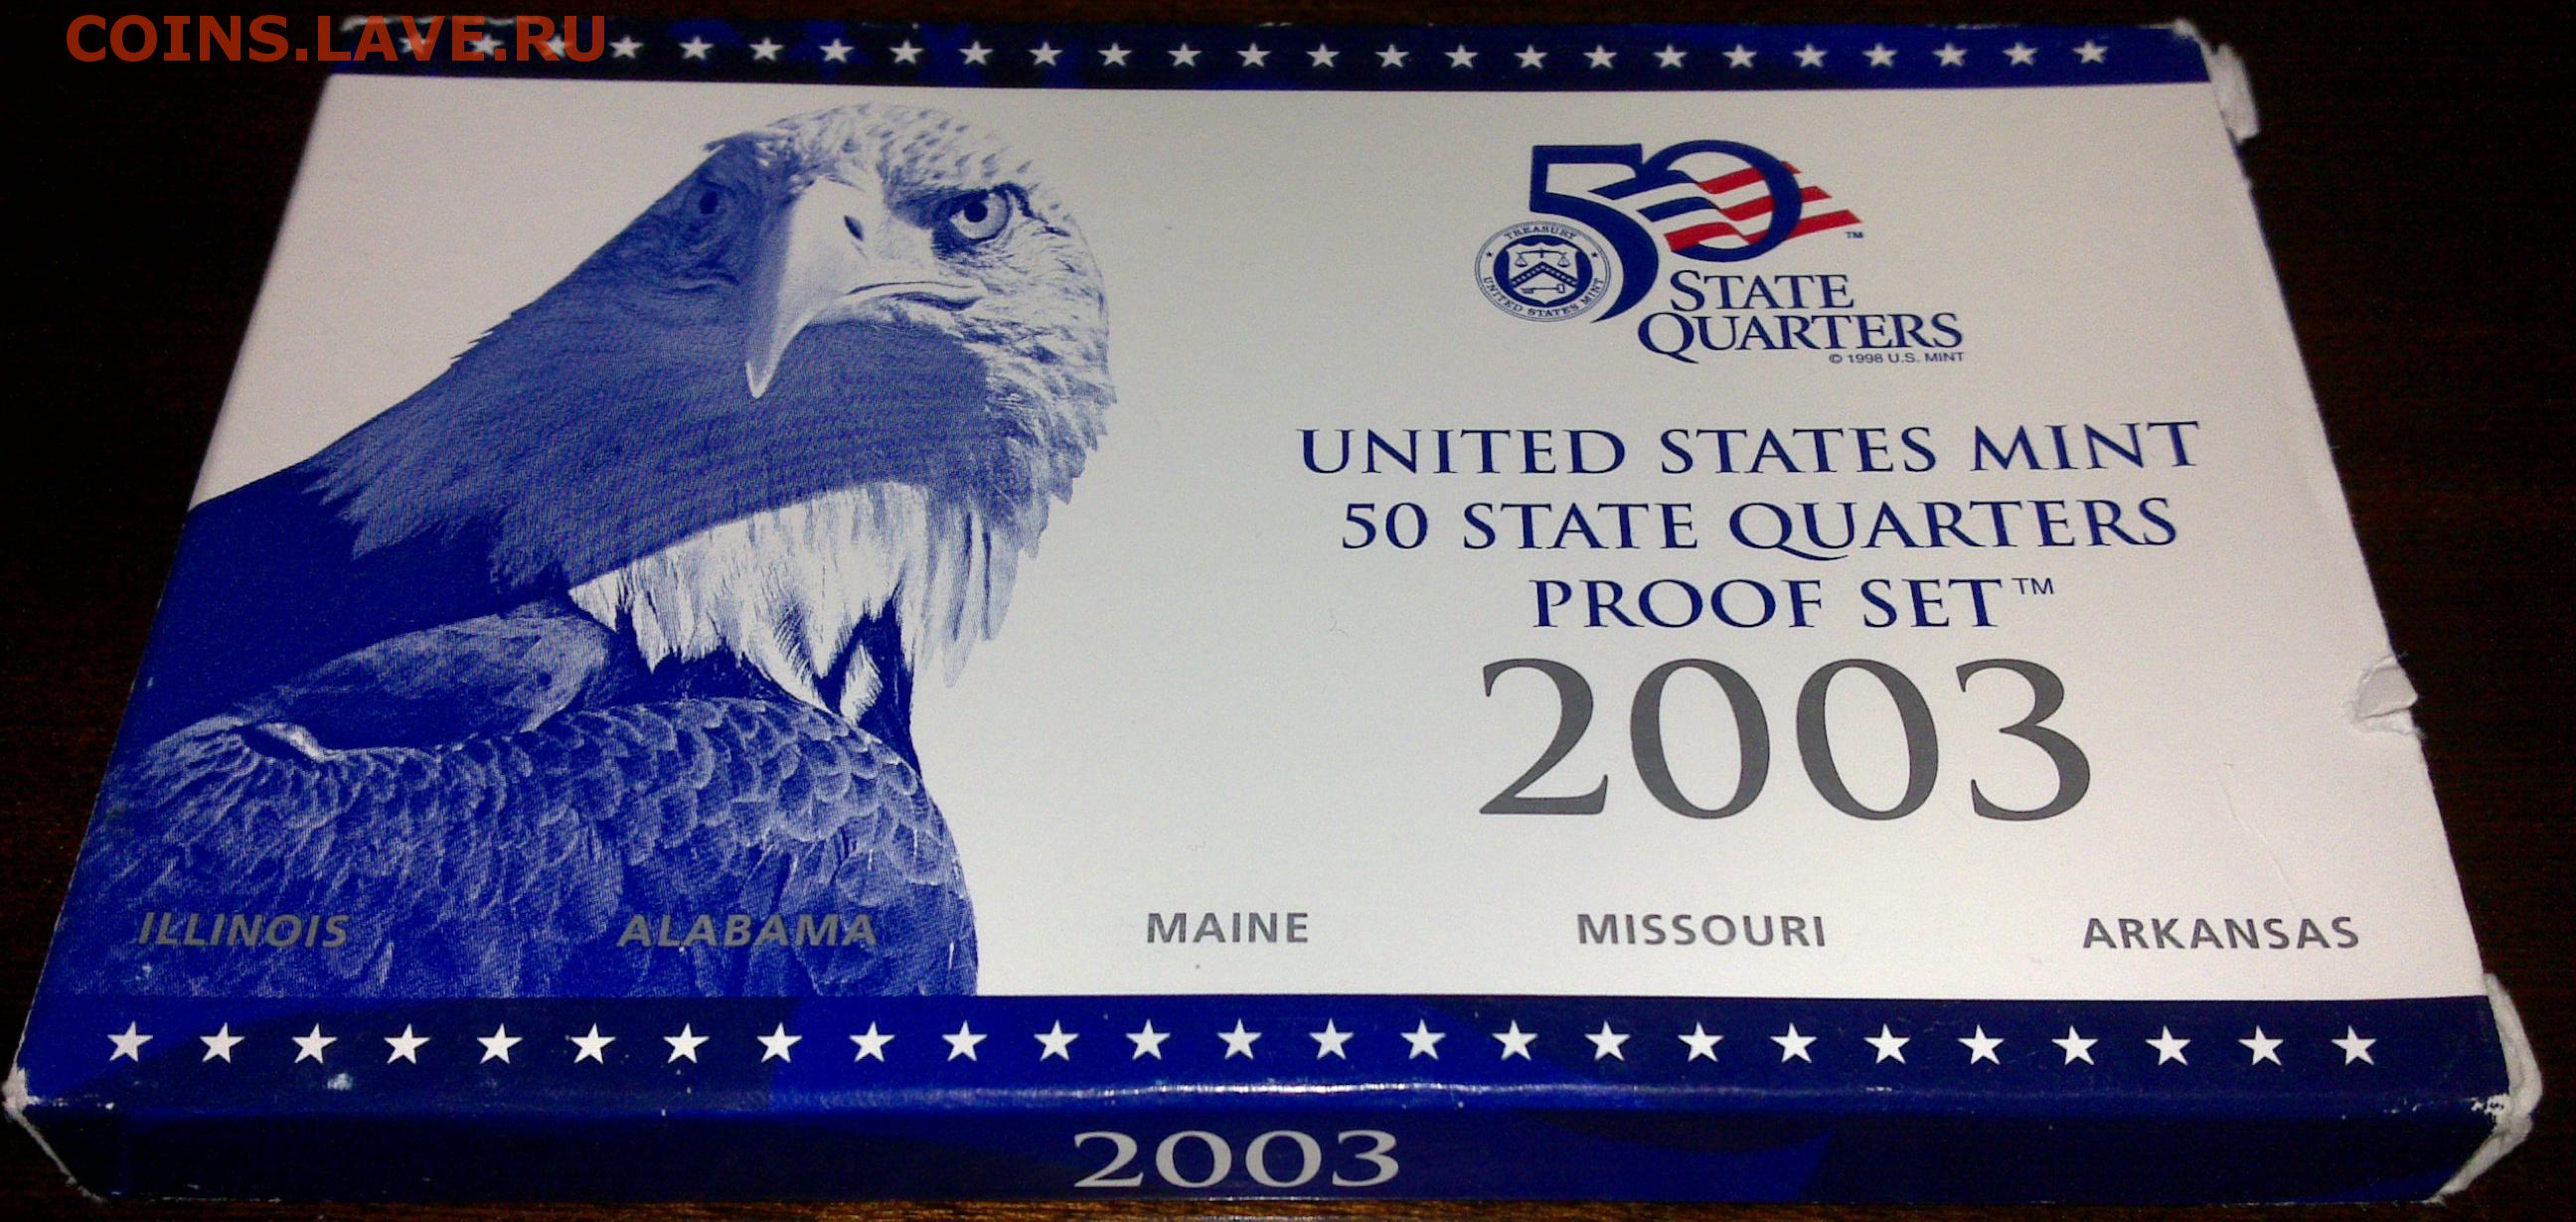 COINS.LAVE.RU
50
TREASURY
UNITED STATES MINT
™
STATE
QUARTERS
© 1998 U.S. MINT
UNITED STATES MINT
50 STATE QUARTERS
PROOF SET™
2003
ILLINOIS ALABAMA MAINE MISSOURI ARKANSAS
2003